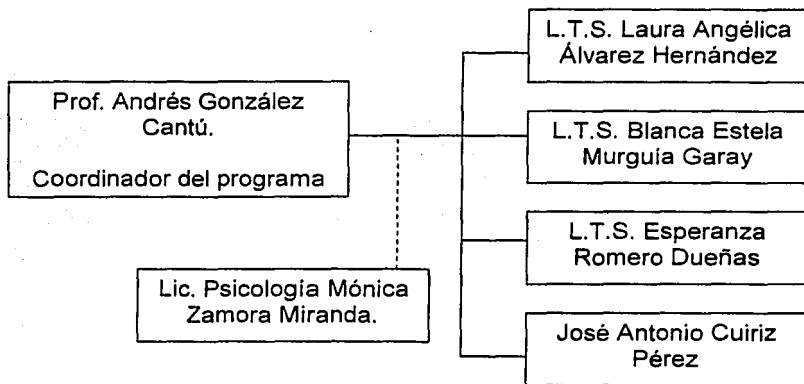 Prof. Andrés González
Cantú.
Coordinador del programa
Lic. Psicología Mónica
Zamora Miranda.
L.T.S. Laura Angélica
Álvarez Hernández
L.T.S. Blanca Estela
Murguía Garay
L.T.S. Esperanza
Romero Dueñas
José Antonio Cuiriz
Pérez